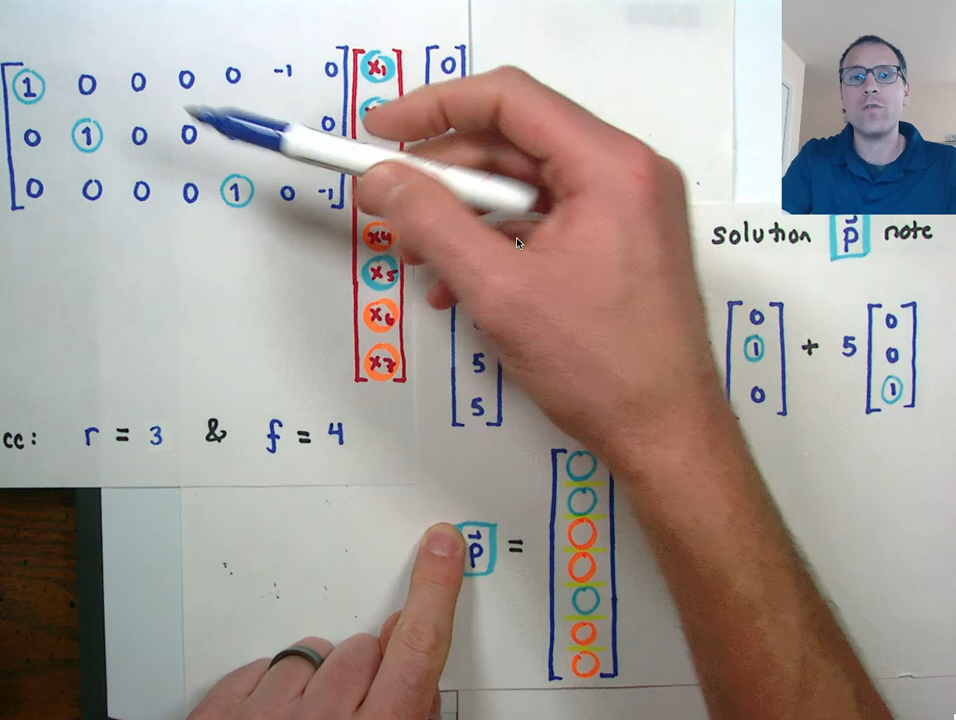 1 0 0 0 0 -1 0 x1 0
0 1 0 0 0
0 0 0 0 1 0 -1
x4
x5
x6
x7
5
5
solution p⃗ note
0 0
1 + 5 0
0 1
cc: r = 3 & f = 4
p⃗ =